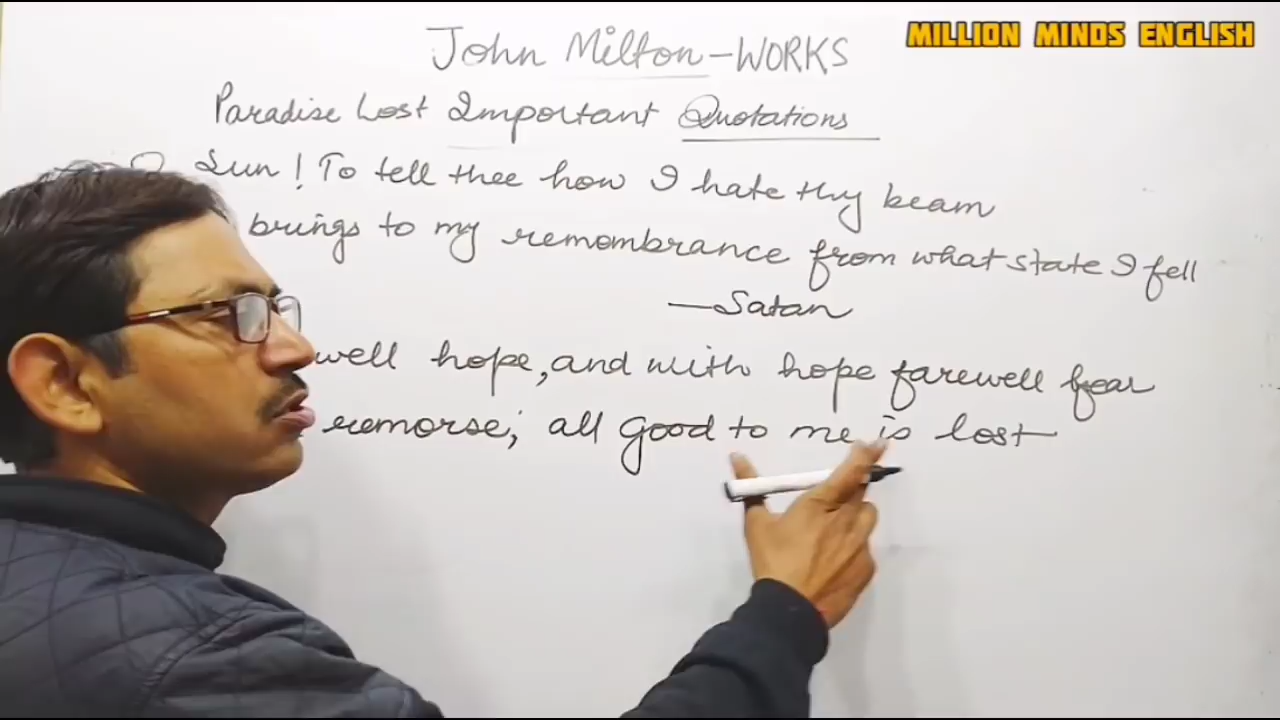 MILLION MINDS ENGLISH
John Milton-WORKS
Paradise Lost Important Quotations
O Sun! To tell thee how I hate thy beam
brings to my remembrance from what state I fell
-Satan
well hope, and with hope farewell fear
remorse; all good to me is lost